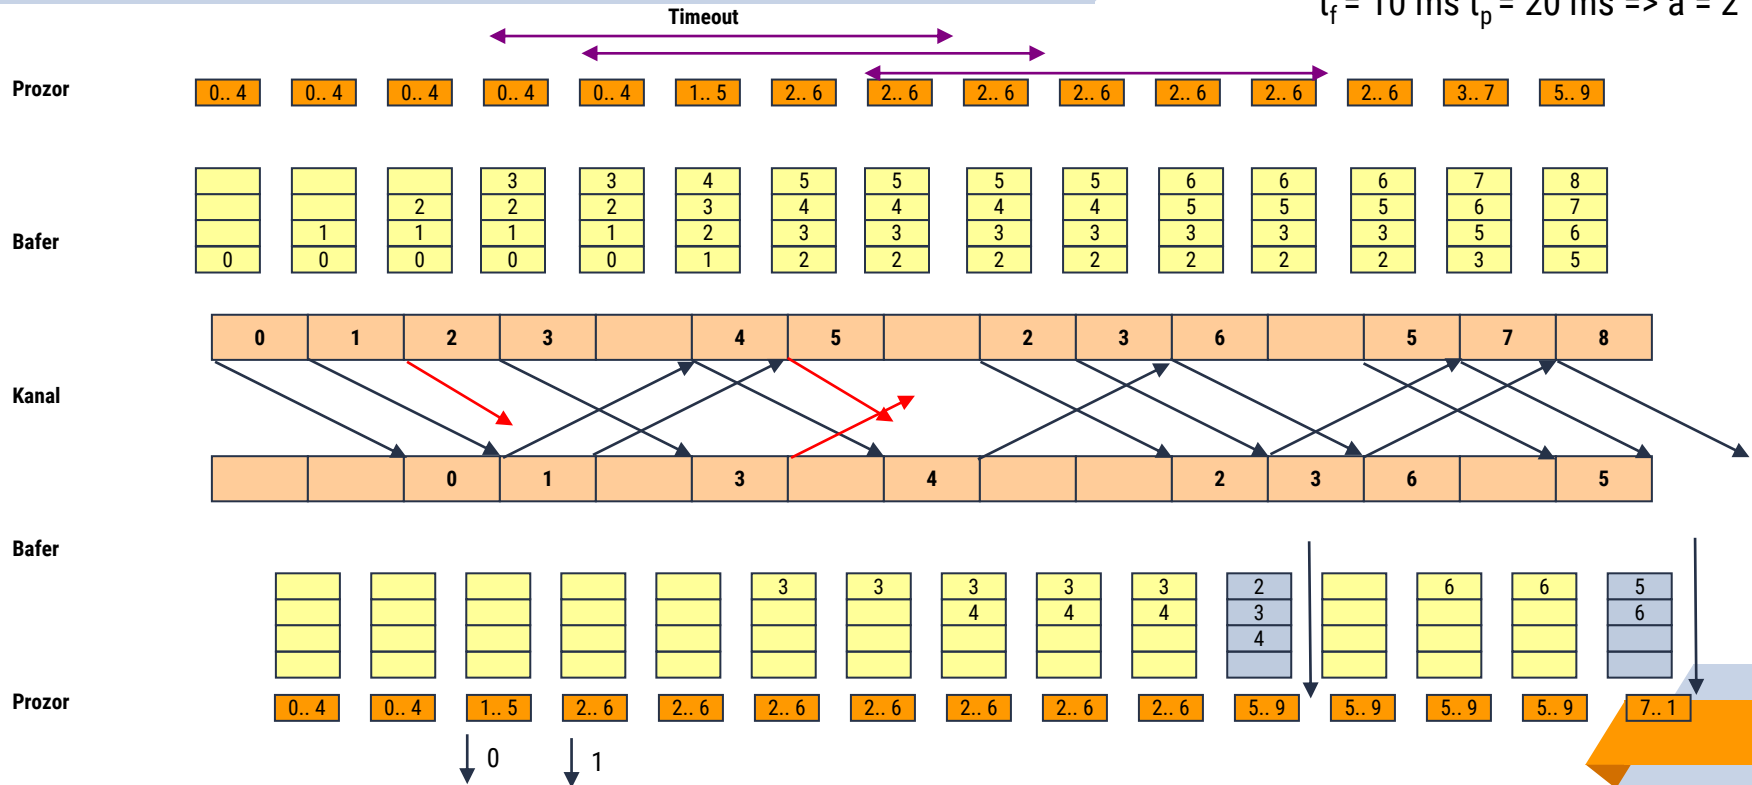 t_f = 10 ms t_p = 20 ms => a = 2
Timeout
Prozor
0.. 4 0.. 4 0.. 4 0.. 4 0.. 4 1.. 5 2.. 6 2.. 6 2.. 6 2.. 6 2.. 6 2.. 6 2.. 6 3.. 7 5.. 9
3 3 4 5 5 5 5 6 6 6 7 8
2 2 2 3 4 4 4 4 5 5 5 6 7
Bafer
1 1 1 1 2 3 3 3 3 3 3 3 5 6
0 0 0 0 0 1 2 2 2 2 2 2 2 3 5
0 1 2 3 4 5 2 3 6 5 7 8
Kanal
0 1 3 4 2 3 6 5
Bafer
3 3 3 3 3 2 6 6 5
4 4 4 3 6
4
Prozor
0.. 4 0.. 4 1.. 5 2.. 6 2.. 6 2.. 6 2.. 6 2.. 6 2.. 6 2.. 6 5.. 9 5.. 9 5.. 9 5.. 9 7.. 1
0 1